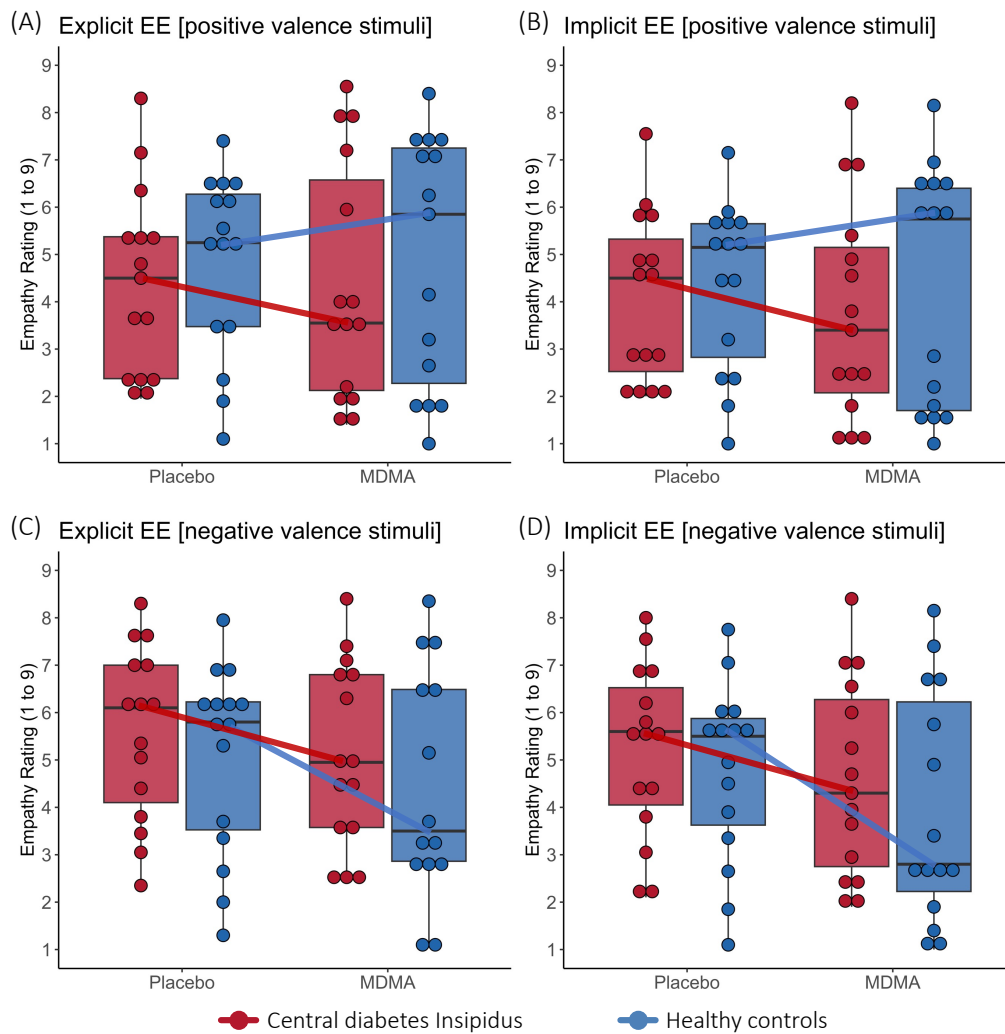 (A) Explicit EE [positive valence stimuli]
Empathy Rating (1 to 9)
9
8
7
6
5
4
3
2
1
Placebo MDMA
(B) Implicit EE [positive valence stimuli]
Empathy Rating (1 to 9)
9
8
7
6
5
4
3
2
1
Placebo MDMA
(C) Explicit EE [negative valence stimuli]
Empathy Rating (1 to 9)
9
8
7
6
5
4
3
2
1
Placebo MDMA
(D) Implicit EE [negative valence stimuli]
Empathy Rating (1 to 9)
9
8
7
6
5
4
3
2
1
Placebo MDMA
Central diabetes Insipidus Healthy controls